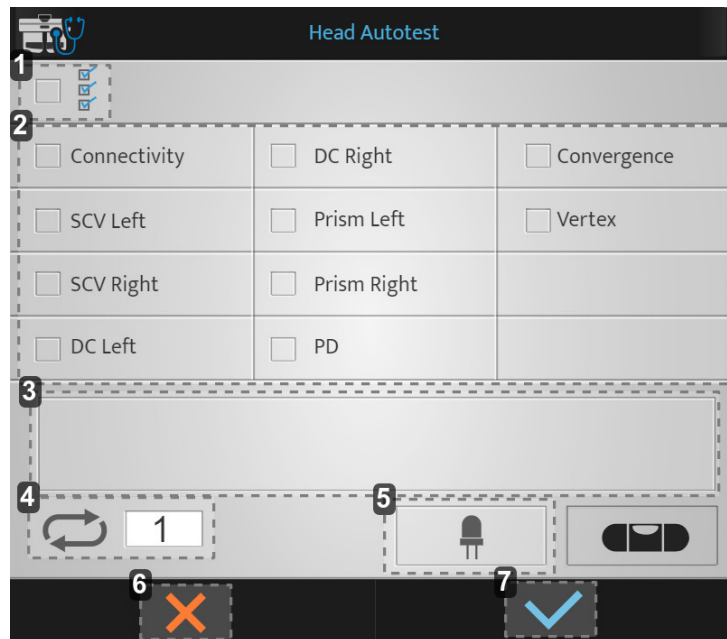 Head Autotest
1
2
Connectivity DC Right Convergence
SCV Left Prism Left Vertex
SCV Right Prism Right
DC Left PD
3
4 1
5
6
7